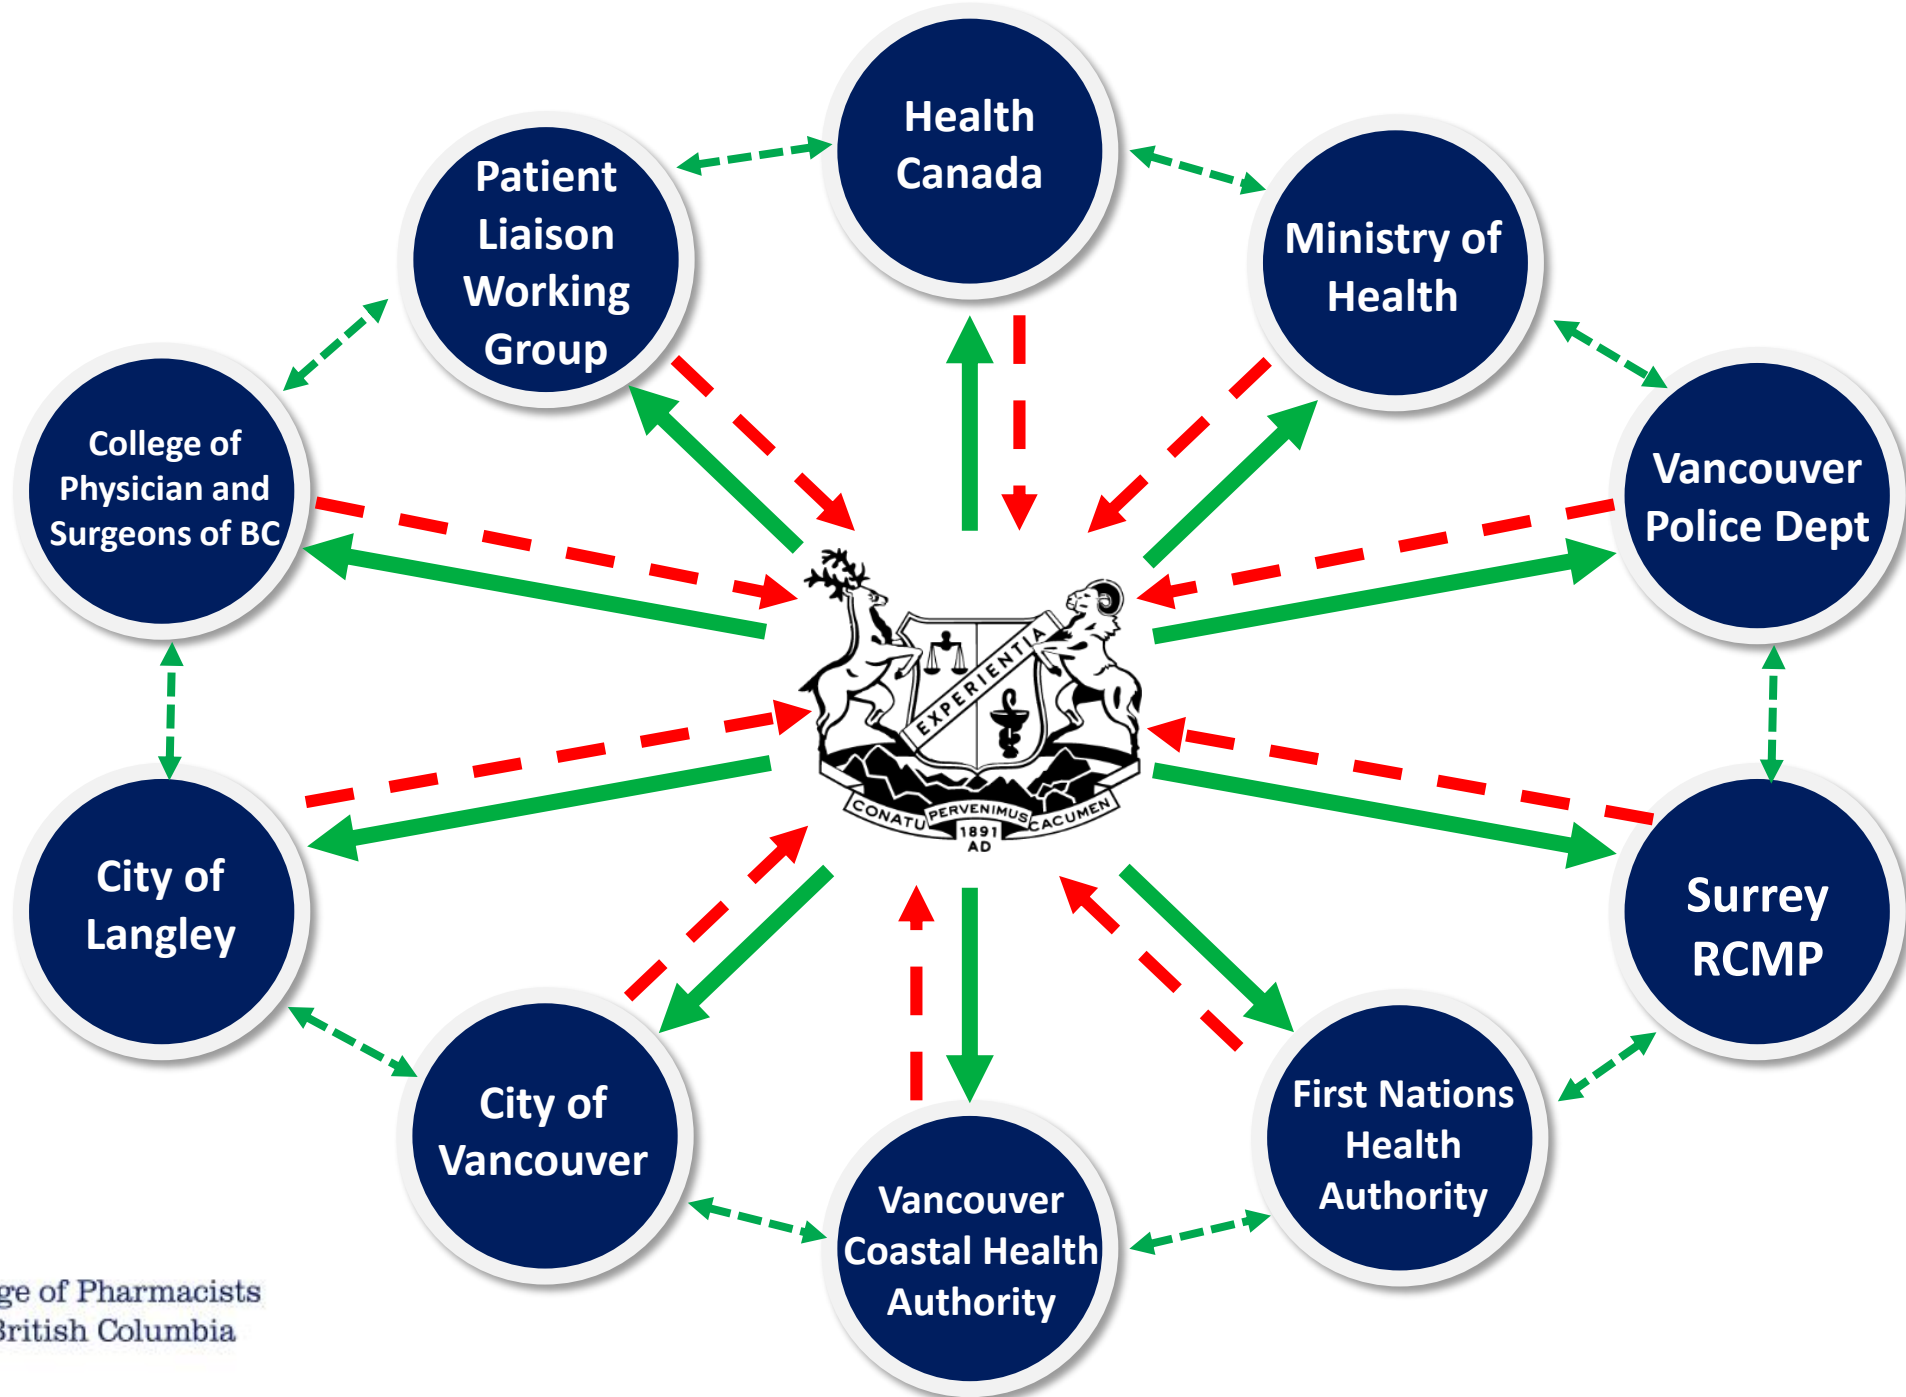 Health
Canada
Patient
Liaison
Working
Group
Ministry of
Health
College of
Physician and
Surgeons of BC
Vancouver
Police Dept
EXPERIENTIA
CONATU PERVENIMUS CACUMEN
1891
AD
City of
Langley
Surrey
RCMP
City of
Vancouver
First Nations
Health
Authority
Vancouver
Coastal Health
Authority
ge of Pharmacists
British Columbia